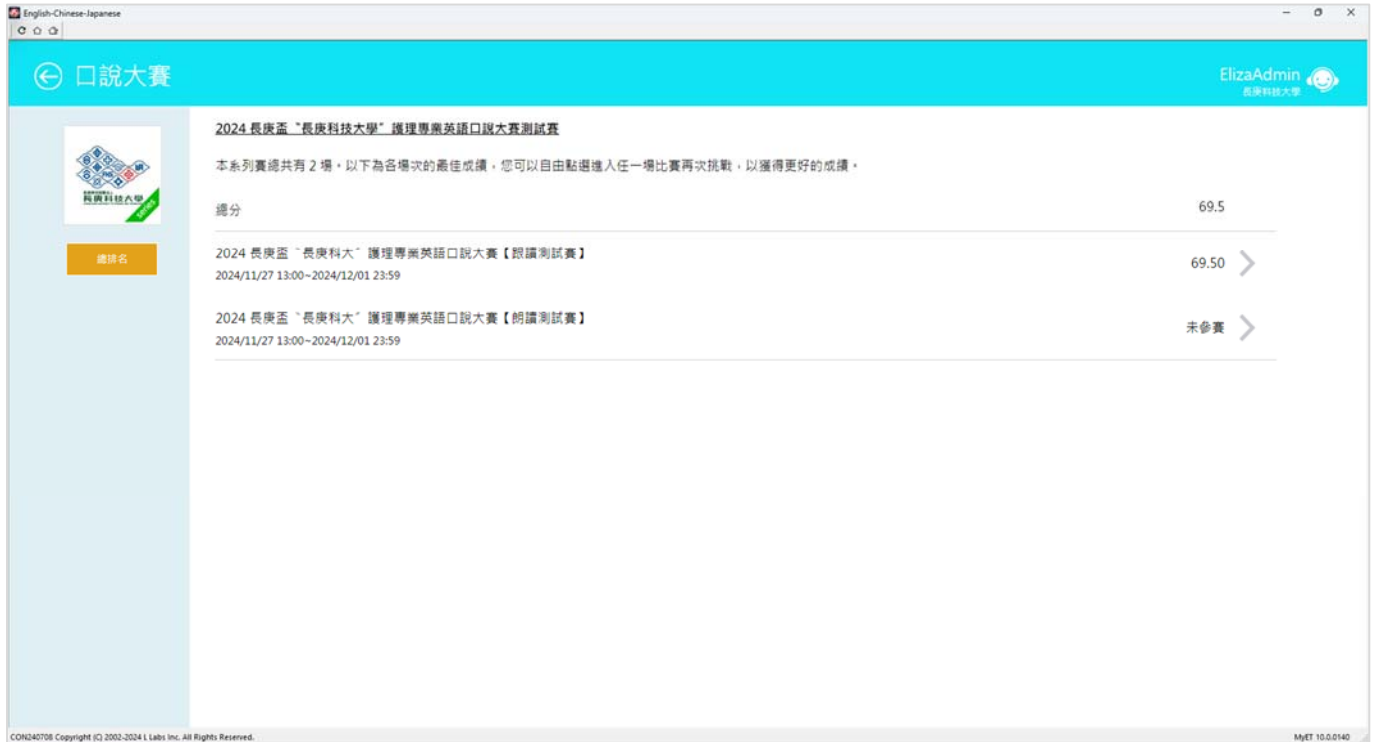 English-Chinese-Japanese
口說大賽
ElizaAdmin
長庚科技大學
長庚科技大學
series
總排名
2024 長庚盃〝長庚科技大學〞護理專業英語口說大賽測試賽
本系列賽總共有 2 場。以下為各場次的最佳成績，您可以自由點選進入任一場比賽再次挑戰，以獲得更好的成績。
總分 69.5
2024 長庚盃〝長庚科大〞護理專業英語口說大賽【跟讀測試賽】
2024/11/27 13:00~2024/12/01 23:59
69.50
2024 長庚盃〝長庚科大〞護理專業英語口說大賽【朗讀測試賽】
2024/11/27 13:00~2024/12/01 23:59
未參賽
CON240708 Copyright (C) 2002-2024 L Labs Inc. All Rights Reserved.
MyET 10.0.0140